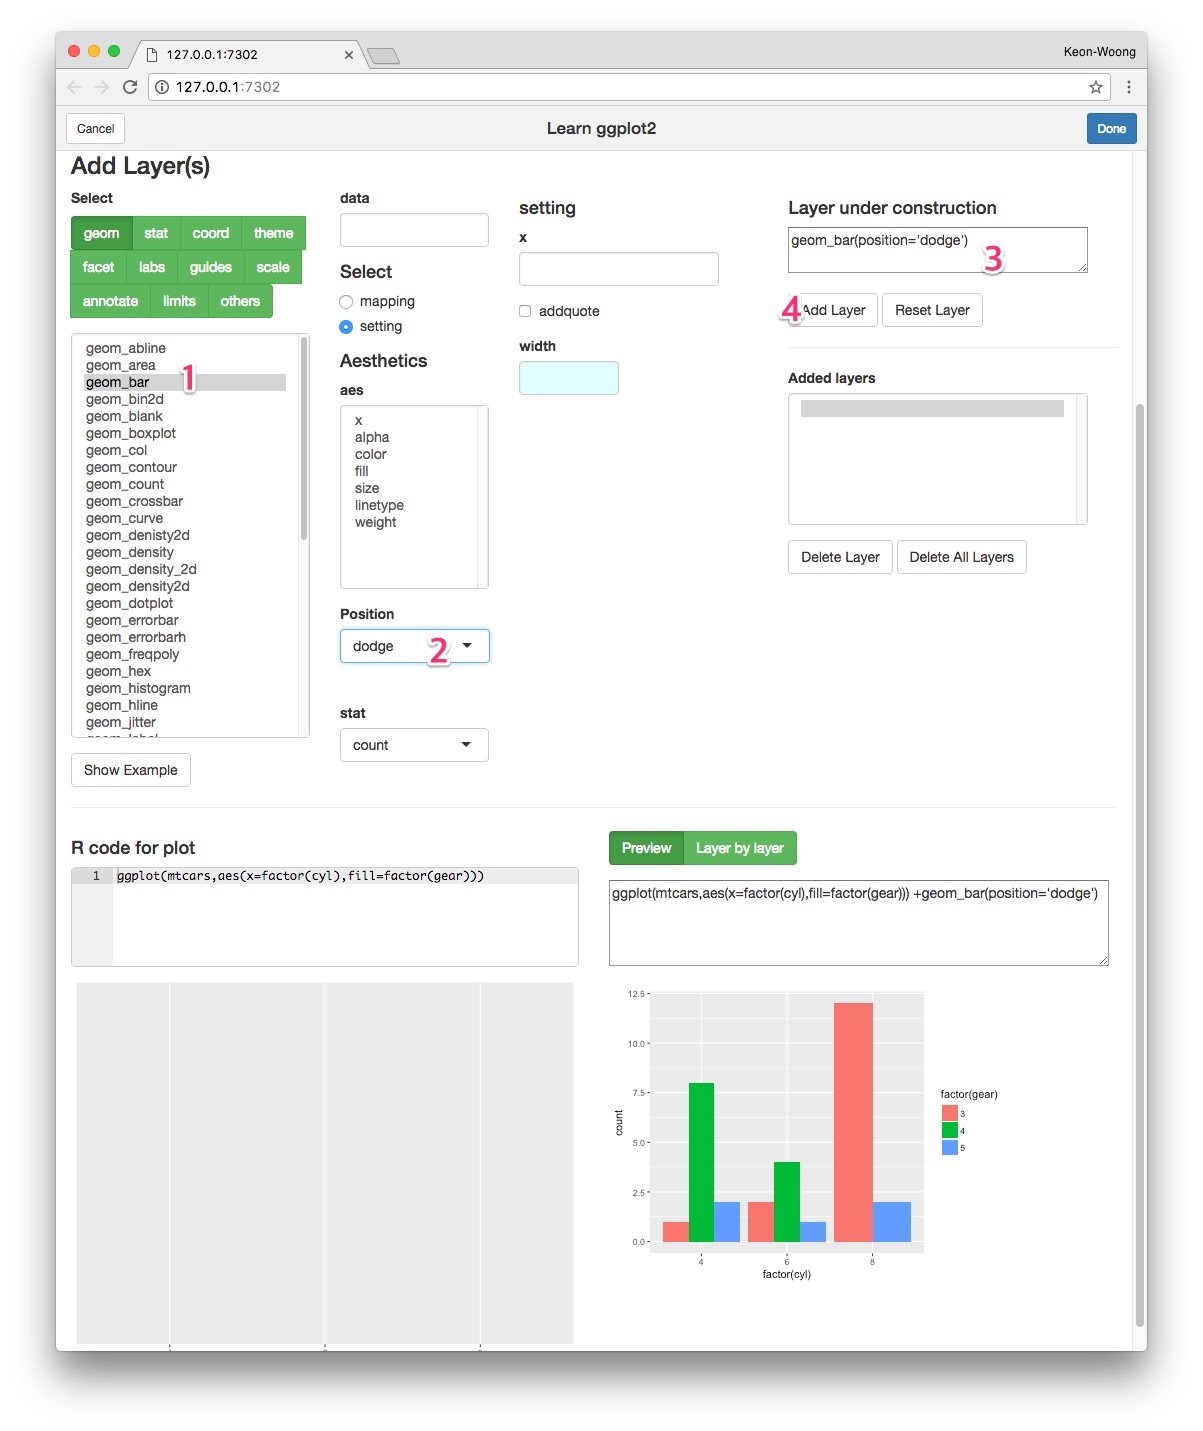 127.0.0.1:7302
Keon-Woong
127.0.0.1:7302
Cancel
Learn ggplot2
Done
Add Layer(s)
Select
geom stat coord theme
facet labs guides scale
annotate limits others
geom_abline
geom_area
geom_bar 1
geom_bin2d
geom_blank
geom_boxplot
geom_col
geom_contour
geom_count
geom_crossbar
geom_curve
geom_denisty2d
geom_density
geom_density_2d
geom_density2d
geom_dotplot
geom_errorbar
geom_errorbarh
geom_freqpoly
geom_hex
geom_histogram
geom_hline
geom_jitter
Show Example
data
Select
mapping
setting
Aesthetics
aes
x
alpha
color
fill
size
linetype
weight
Position
dodge 2
stat
count
setting
x
addquote
width
Layer under construction
geom_bar(position='dodge') 3
4 Add Layer Reset Layer
Added layers
Delete Layer Delete All Layers
R code for plot
1 ggplot(mtcars,aes(x=factor(cyl),fill=factor(gear)))
Preview Layer by layer
ggplot(mtcars,aes(x=factor(cyl),fill=factor(gear))) +geom_bar(position='dodge')
12.5
10.0
7.5
5.0
2.5
0.0
count
4 6 8
factor(cyl)
factor(gear)
3
4
5